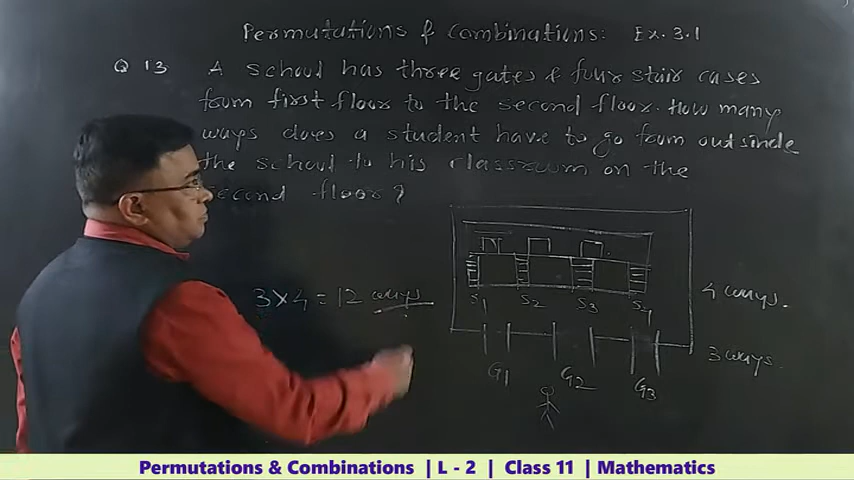 Permutations & Combinations: Ex. 3.1
Q 13 A school has three gates & four stair cases
from first floor to the second floor. How many
ways does a student have to go from outside
the school to his classroom on the
second floor?
3×4 = 12 ways
S1 S2 S3 S4
4 ways.
3 ways.
G1 G2 G3
Permutations & Combinations | L - 2 | Class 11 | Mathematics